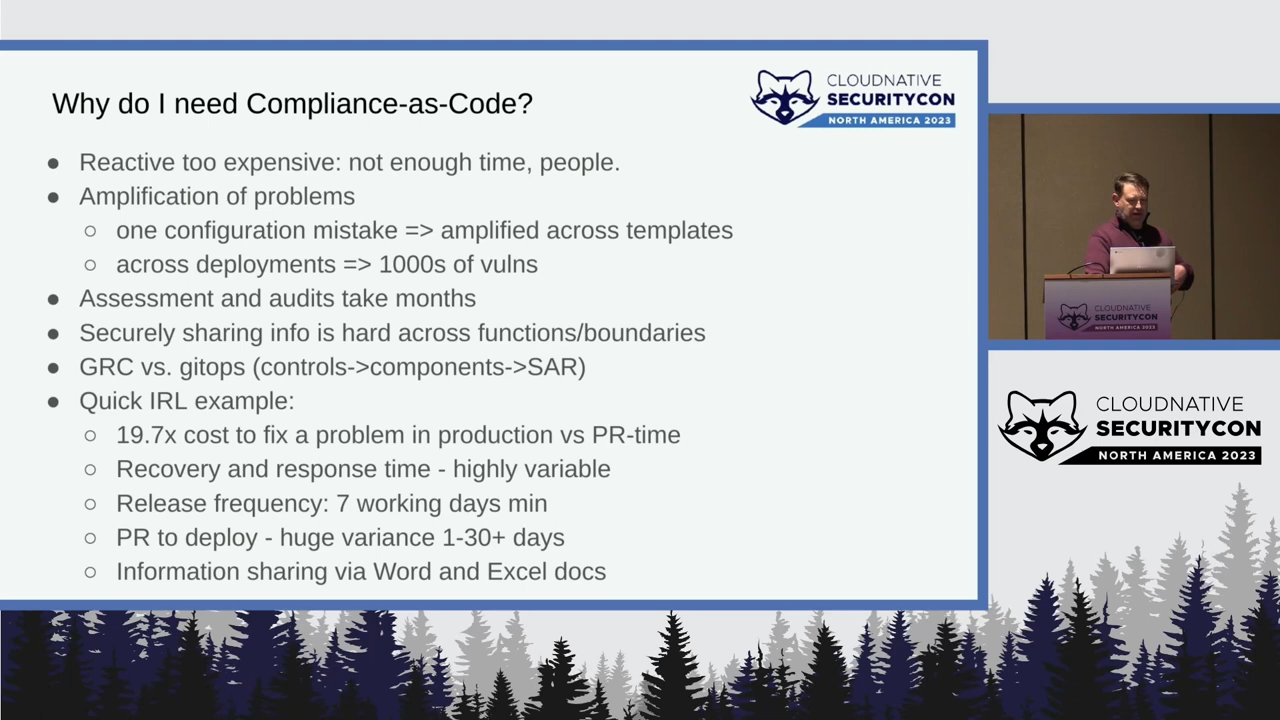 Why do I need Compliance-as-Code?
CLOUDNATIVE
SECURITYCON
NORTH AMERICA 2023
● Reactive too expensive: not enough time, people.
● Amplification of problems
○ one configuration mistake => amplified across templates
○ across deployments => 1000s of vulns
● Assessment and audits take months
● Securely sharing info is hard across functions/boundaries
● GRC vs. gitops (controls->components->SAR)
● Quick IRL example:
○ 19.7x cost to fix a problem in production vs PR-time
○ Recovery and response time - highly variable
○ Release frequency: 7 working days min
○ PR to deploy - huge variance 1-30+ days
○ Information sharing via Word and Excel docs
CLOUDNATIVE
SECURITYCON
NORTH AMERICA 2023
CLOUDNATIVE
SECURITYCON
NORTH AMERICA 2023